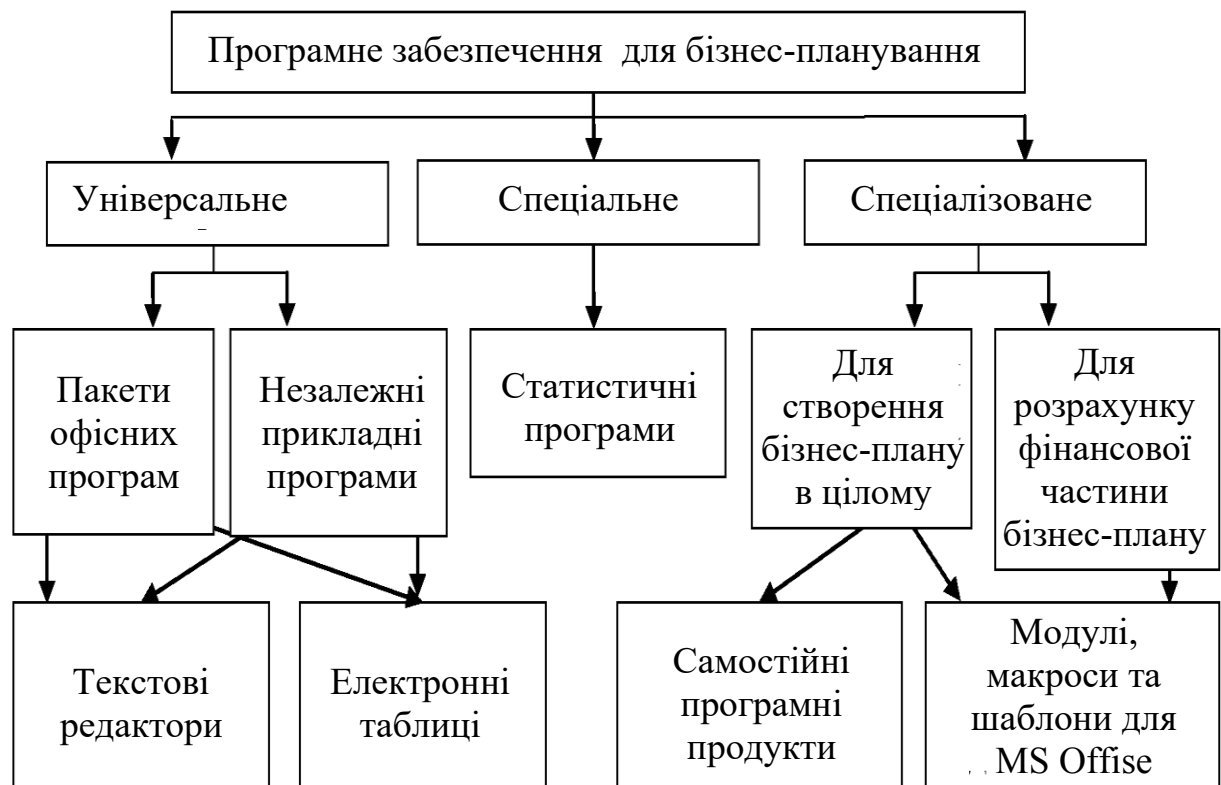 Програмне забезпечення для бізнес-планування
Універсальне
Спеціальне
Спеціалізоване
Пакети
офісних
програм
Незалежні
прикладні
програми
Статистичні
програми
Для
створення
бізнес-плану
в цілому
Для
розрахунку
фінансової
частини
бізнес-плану
Текстові
редактори
Електронні
таблиці
Самостійні
програмні
продукти
Модулі,
макроси та
шаблони для
MS Offise